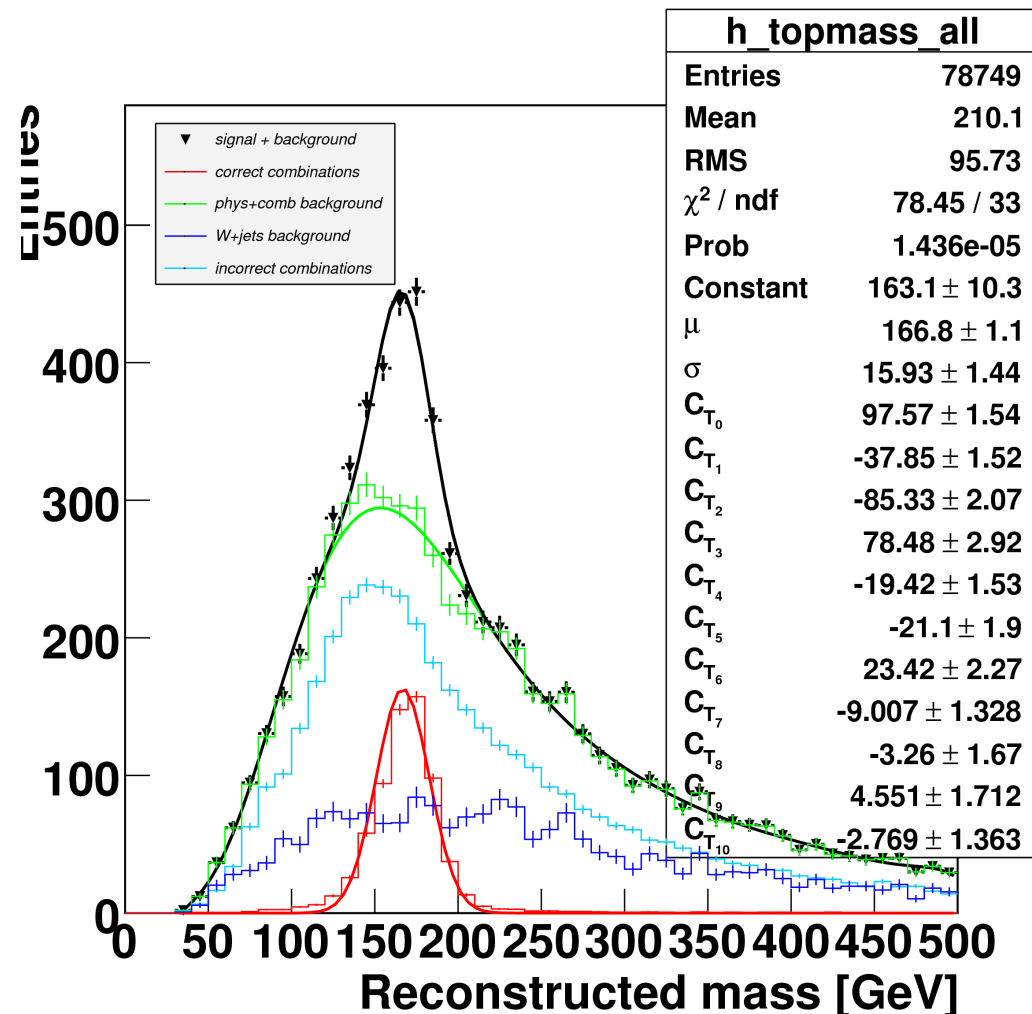 h_topmass_all
Entries 78749
Mean 210.1
RMS 95.73
χ² / ndf 78.45 / 33
Prob 1.436e-05
Constant 163.1 ± 10.3
μ 166.8 ± 1.1
σ 15.93 ± 1.44
C_T₀ 97.57 ± 1.54
C_T₁ -37.85 ± 1.52
C_T₂ -85.33 ± 2.07
C_T₃ 78.48 ± 2.92
C_T₄ -19.42 ± 1.53
C_T₅ -21.1 ± 1.9
C_T₆ 23.42 ± 2.27
C_T₇ -9.007 ± 1.328
C_T₈ -3.26 ± 1.67
C_T₉ 4.551 ± 1.712
C_T₁₀ -2.769 ± 1.363
Entries
signal + background
correct combinations
phys+comb background
W+jets background
incorrect combinations
500
400
300
200
100
0
0 50 100 150 200 250 300 350 400 450 500
Reconstructed mass [GeV]